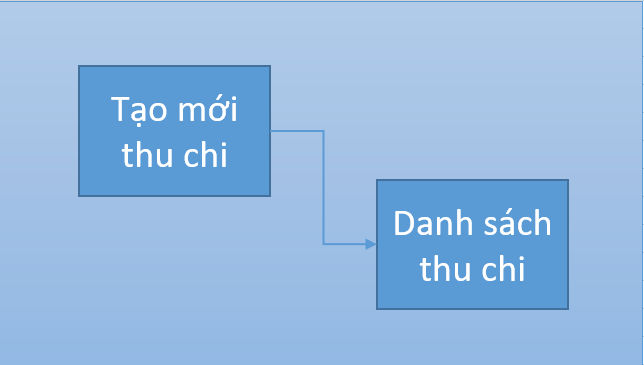 Tạo mới
thu chi
Danh sách
thu chi